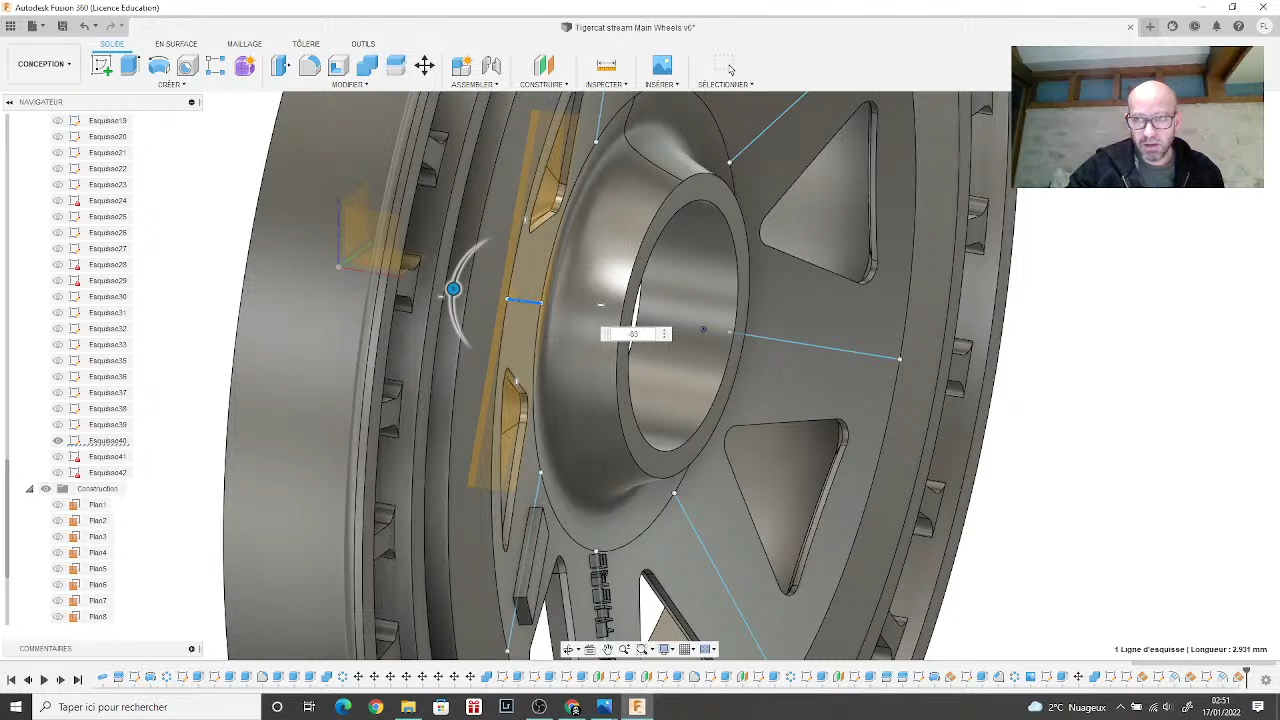 Autodesk Fusion 360 (Licence Education)
Tigercat stream Main Wheels v6*
FL
CONCEPTION
SOLIDE EN SURFACE MAILLAGE TÔLERIE OUTILS
CRÉER MODIFIER ASSEMBLER CONSTRUIRE INSPECTER INSÉRER SÉLECTIONNER
NAVIGATEUR
Esquisse19
Esquisse20
Esquisse21
Esquisse22
Esquisse23
Esquisse24
Esquisse25
Esquisse26
Esquisse27
Esquisse28
Esquisse29
Esquisse30
Esquisse31
Esquisse32
Esquisse33
Esquisse35
Esquisse36
Esquisse37
Esquisse38
Esquisse39
Esquisse40
Esquisse41
Esquisse42
Construction
Plan1
Plan2
Plan3
Plan4
Plan5
Plan6
Plan7
Plan8
-83
COMMENTAIRES
1 Ligne d'esquisse | Longueur : 2.931 mm
Taper ici pour rechercher
2°C Nuageux
02:51
17/01/2022